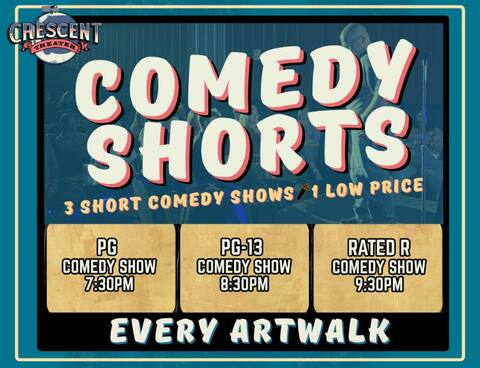 CRESCENT
THEATER
COMEDY
SHORTS
3 SHORT COMEDY SHOWS 1 LOW PRICE
PG
COMEDY SHOW
7:30PM
PG-13
COMEDY SHOW
8:30PM
RATED R
COMEDY SHOW
9:30PM
EVERY ARTWALK